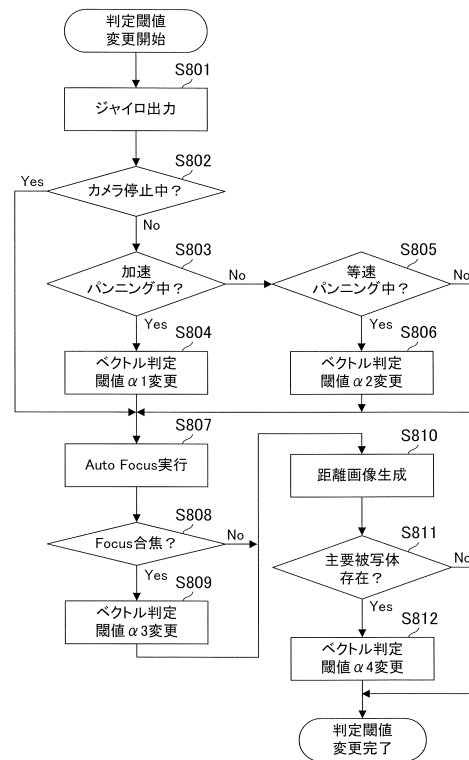 判定閾値
変更開始
S801
ジャイロ出力
S802
カメラ停止中？
Yes
No
S803
加速
パンニング中？
No
Yes
S805
等速
パンニング中？
No
Yes
S804
ベクトル判定
閾値α1変更
S806
ベクトル判定
閾値α2変更
S807
Auto Focus実行
S808
Focus合焦？
No
Yes
S809
ベクトル判定
閾値α3変更
S810
距離画像生成
S811
主要被写体
存在？
No
Yes
S812
ベクトル判定
閾値α4変更
判定閾値
変更完了